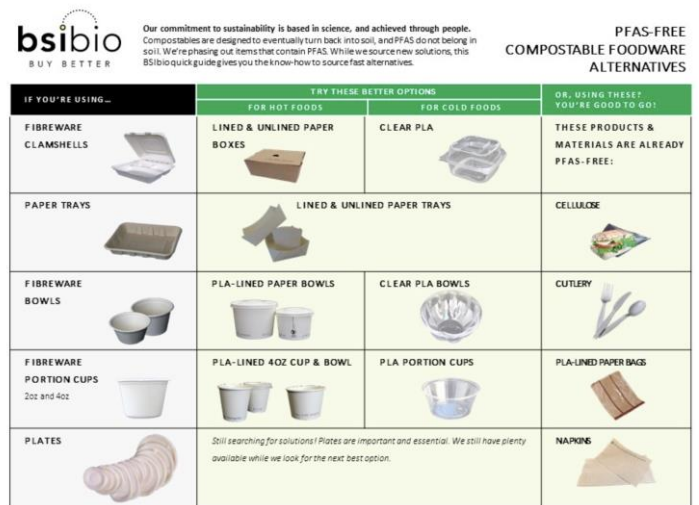 bsibio
BUY BETTER
Our commitment to sustainability is based in science, and achieved through people.
Compostables are designed to eventually turn back into soil, and PFAS do not belong in
soil. We're phasing out items that contain PFAS. While we source new solutions, this
BSIbio quick guide gives you the know-how to source fast alternatives.
PFAS-FREE
COMPOSTABLE FOODWARE
ALTERNATIVES
IF YOU'RE USING...
TRY THESE BETTER OPTIONS
FOR HOT FOODS
FOR COLD FOODS
OR, USING THESE?
YOU'RE GOOD TO GO!
FIBREWARE
CLAMSHELLS
LINED & UNLINED PAPER
BOXES
CLEAR PLA
THESE PRODUCTS &
MATERIALS ARE ALREADY
PFAS-FREE:
PAPER TRAYS
LINED & UNLINED PAPER TRAYS
CELLULOSE
FIBREWARE
BOWLS
PLA-LINED PAPER BOWLS
CLEAR PLA BOWLS
CUTLERY
FIBREWARE
PORTION CUPS
2oz and 4oz
PLA-LINED 4OZ CUP & BOWL
PLA PORTION CUPS
PLA-LINED PAPER BAGS
PLATES
Still searching for solutions! Plates are important and essential. We still have plenty
available while we look for the next best option.
NAPKINS